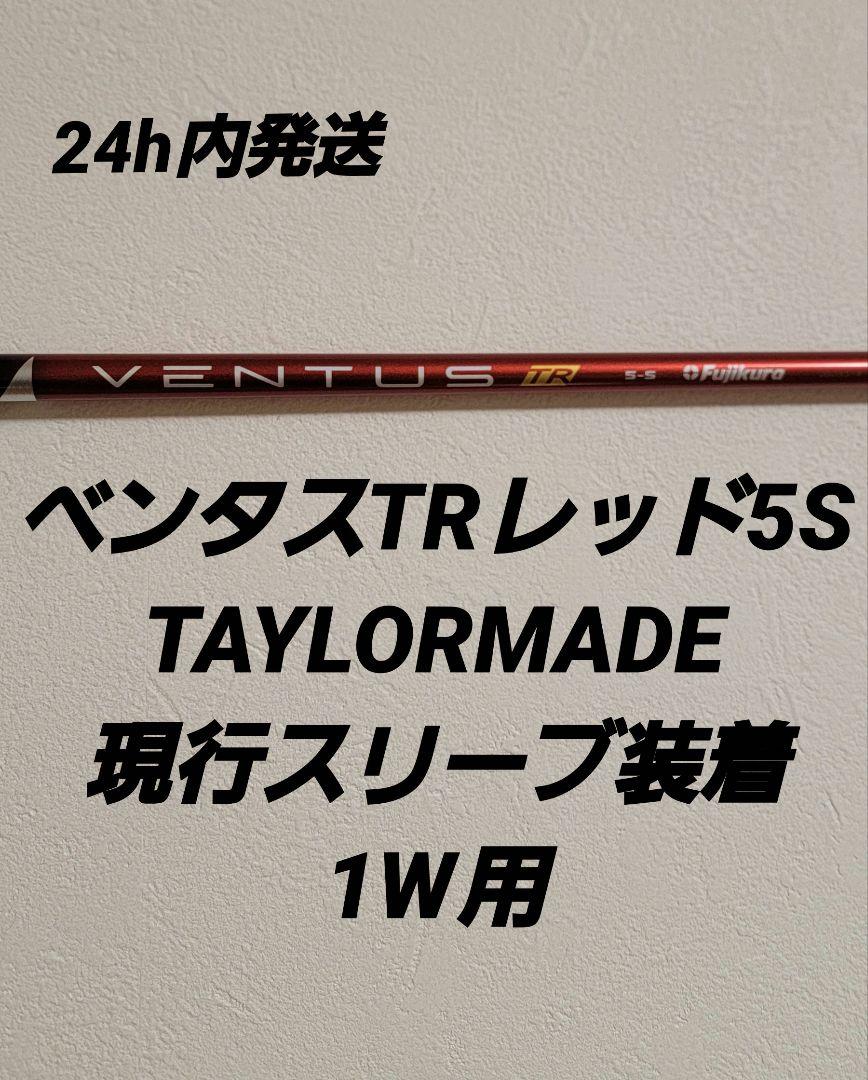 24h内発送
VENTUS TR 5-S Fujikura
ベンタスTRレッド5S
TAYLORMADE
現行スリーブ装着
1W用